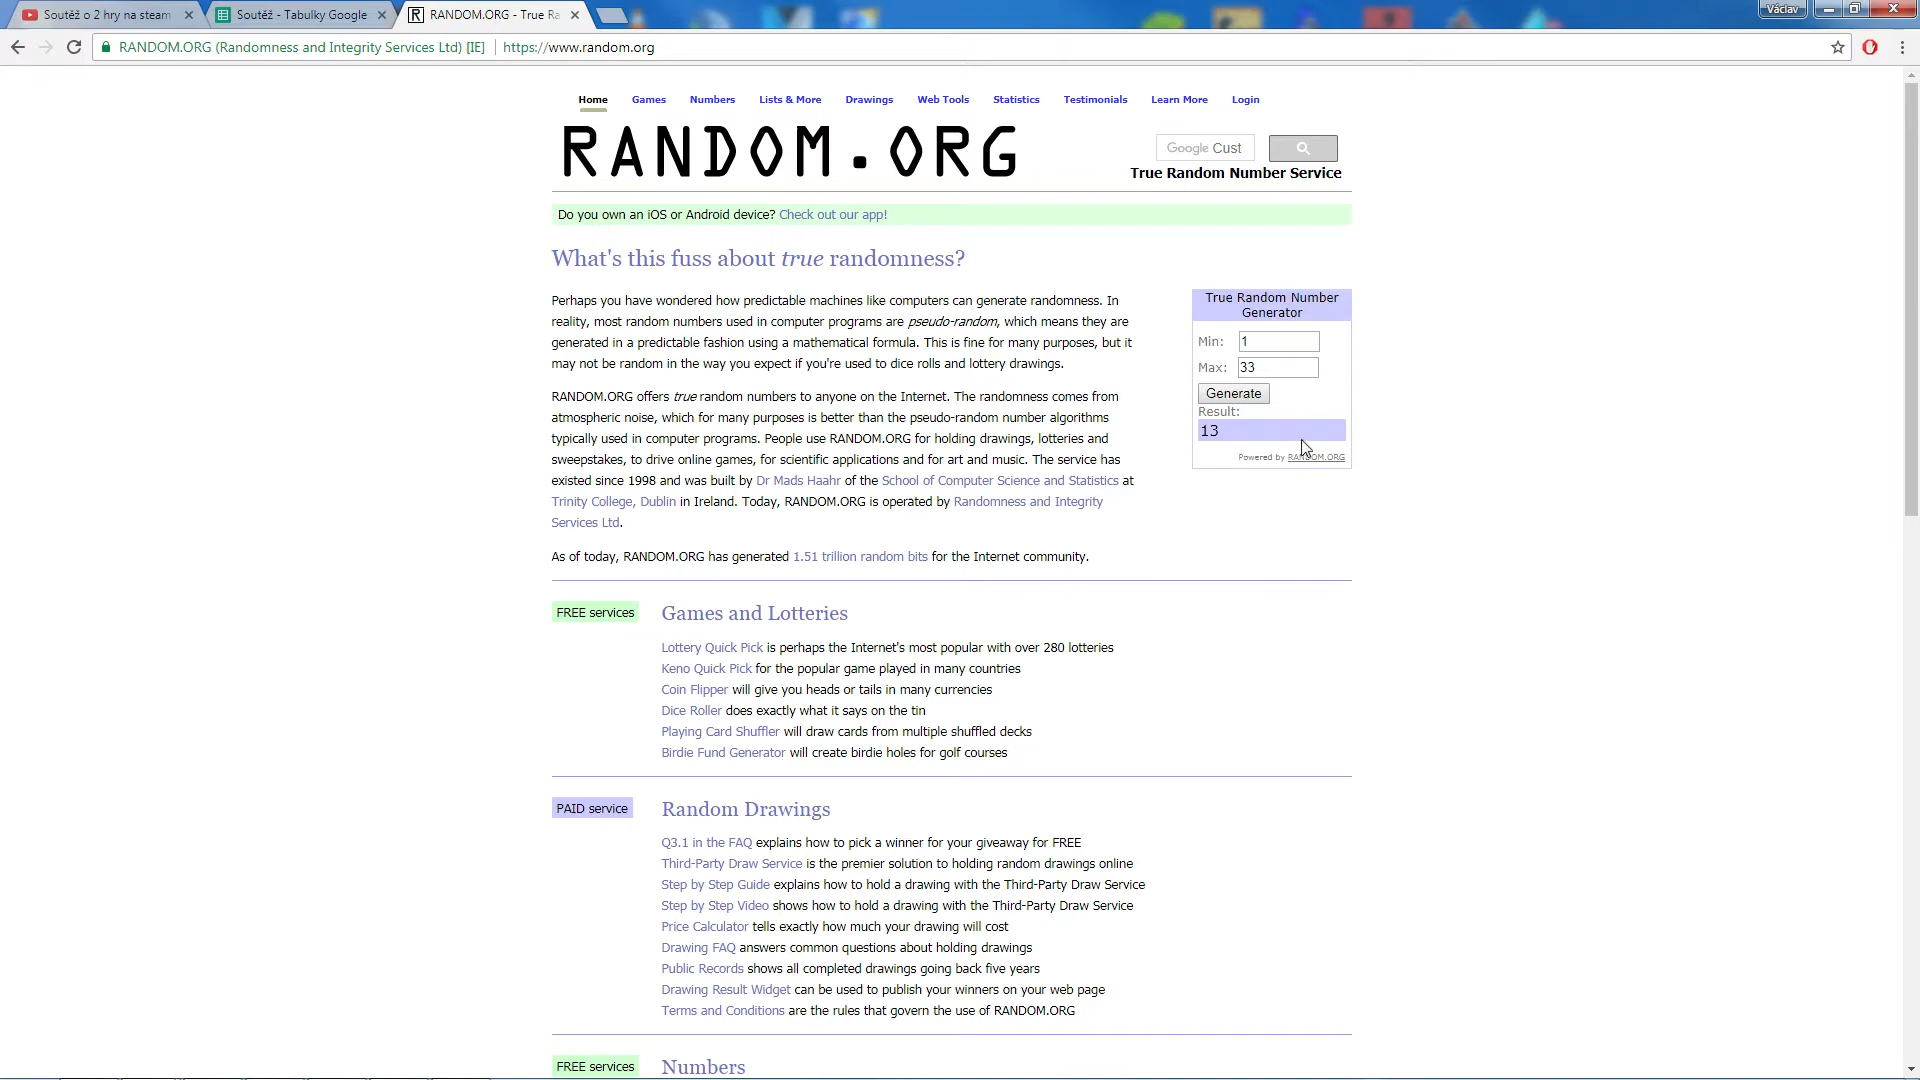 Soutěž o 2 hry na steam
Soutěž - Tabulky Google
RANDOM.ORG - True Ra
Václav
RANDOM.ORG (Randomness and Integrity Services Ltd) [IE]
https://www.random.org
Home Games Numbers Lists & More Drawings Web Tools Statistics Testimonials Learn More Login
RANDOM.ORG
Google Cust
True Random Number Service
Do you own an iOS or Android device? Check out our app!
What's this fuss about true randomness?
Perhaps you have wondered how predictable machines like computers can generate randomness. In
reality, most random numbers used in computer programs are pseudo-random, which means they are
generated in a predictable fashion using a mathematical formula. This is fine for many purposes, but it
may not be random in the way you expect if you're used to dice rolls and lottery drawings.
RANDOM.ORG offers true random numbers to anyone on the Internet. The randomness comes from
atmospheric noise, which for many purposes is better than the pseudo-random number algorithms
typically used in computer programs. People use RANDOM.ORG for holding drawings, lotteries and
sweepstakes, to drive online games, for scientific applications and for art and music. The service has
existed since 1998 and was built by Dr Mads Haahr of the School of Computer Science and Statistics at
Trinity College, Dublin in Ireland. Today, RANDOM.ORG is operated by Randomness and Integrity
Services Ltd.
As of today, RANDOM.ORG has generated 1.51 trillion random bits for the Internet community.
True Random Number
Generator
Min: 1
Max: 33
Generate
Result:
13
Powered by RANDOM.ORG
FREE services
Games and Lotteries
Lottery Quick Pick is perhaps the Internet's most popular with over 280 lotteries
Keno Quick Pick for the popular game played in many countries
Coin Flipper will give you heads or tails in many currencies
Dice Roller does exactly what it says on the tin
Playing Card Shuffler will draw cards from multiple shuffled decks
Birdie Fund Generator will create birdie holes for golf courses
PAID service
Random Drawings
Q3.1 in the FAQ explains how to pick a winner for your giveaway for FREE
Third-Party Draw Service is the premier solution to holding random drawings online
Step by Step Guide explains how to hold a drawing with the Third-Party Draw Service
Step by Step Video shows how to hold a drawing with the Third-Party Draw Service
Price Calculator tells exactly how much your drawing will cost
Drawing FAQ answers common questions about holding drawings
Public Records shows all completed drawings going back five years
Drawing Result Widget can be used to publish your winners on your web page
Terms and Conditions are the rules that govern the use of RANDOM.ORG
FREE services
Numbers